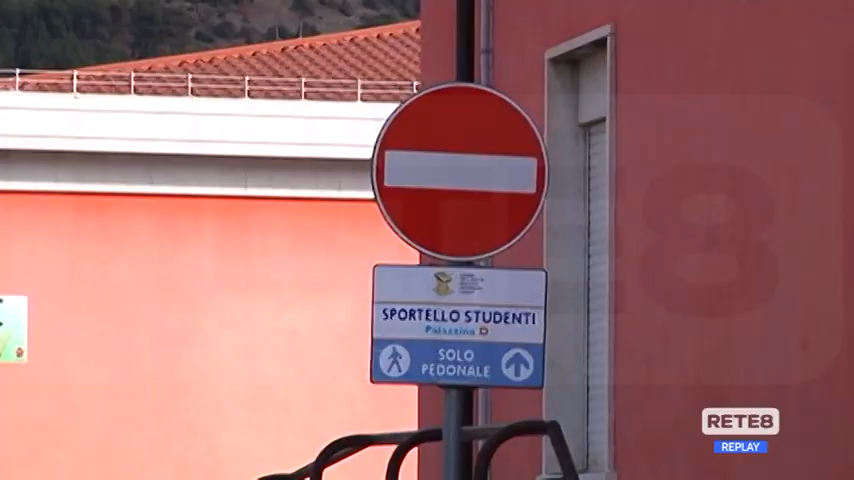 SPORTELLO STUDENTI
Palazzina D
SOLO
PEDONALE
RETE8
REPLAY